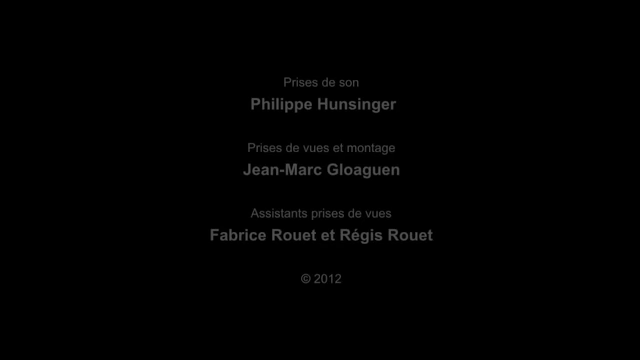 Prises de son
Philippe Hunsinger
Prises de vues et montage
Jean-Marc Gloaguen
Assistants prises de vues
Fabrice Rouet et Régis Rouet
© 2012